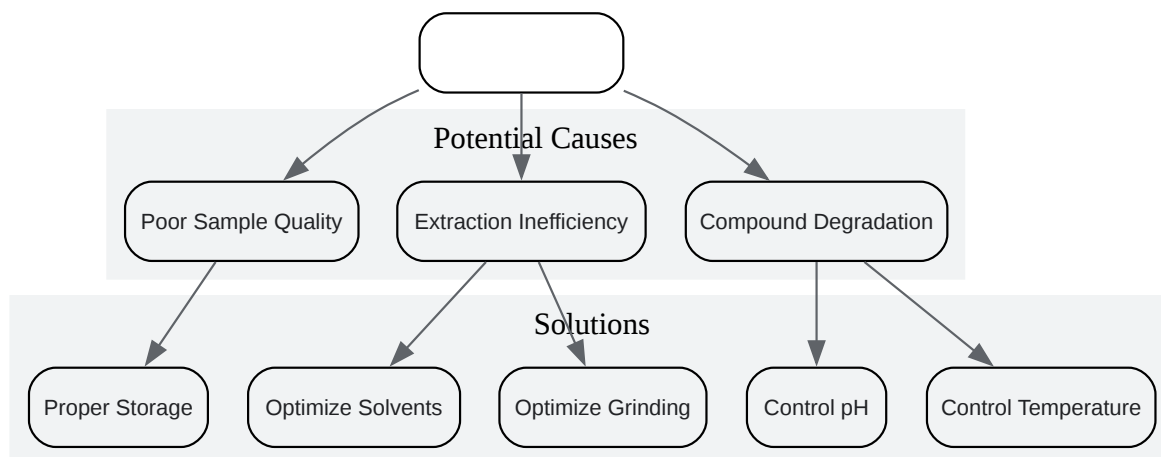 Potential Causes
Poor Sample Quality
Extraction Inefficiency
Compound Degradation
Solutions
Proper Storage
Optimize Solvents
Optimize Grinding
Control pH
Control Temperature